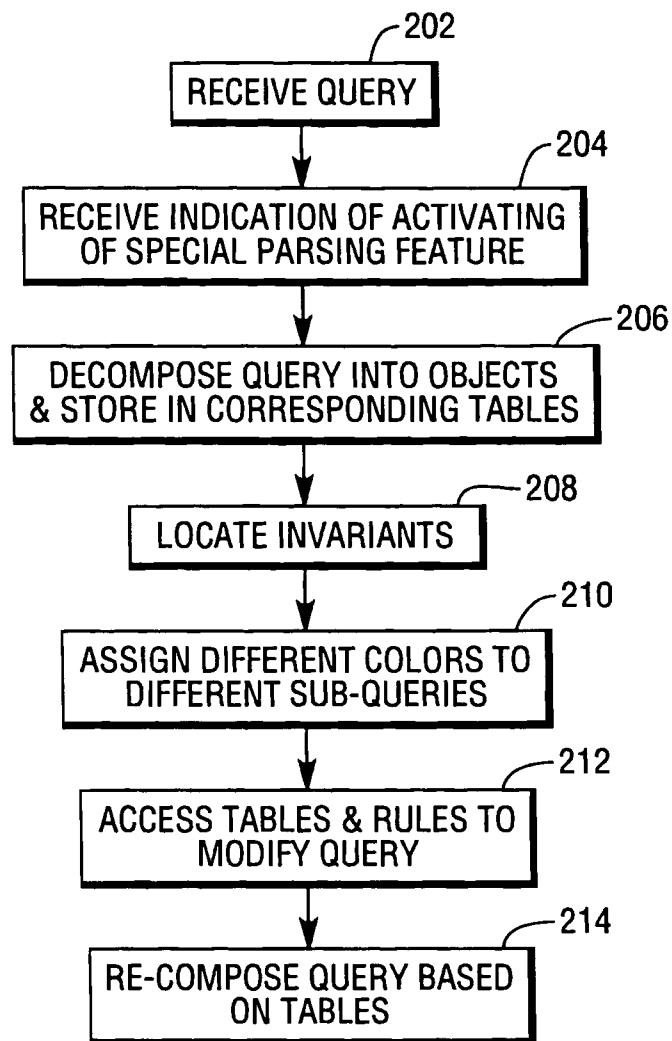 202
RECEIVE QUERY
204
RECEIVE INDICATION OF ACTIVATING
OF SPECIAL PARSING FEATURE
206
DECOMPOSE QUERY INTO OBJECTS
& STORE IN CORRESPONDING TABLES
208
LOCATE INVARIANTS
210
ASSIGN DIFFERENT COLORS TO
DIFFERENT SUB-QUERIES
212
ACCESS TABLES & RULES TO
MODIFY QUERY
214
RE-COMPOSE QUERY BASED
ON TABLES